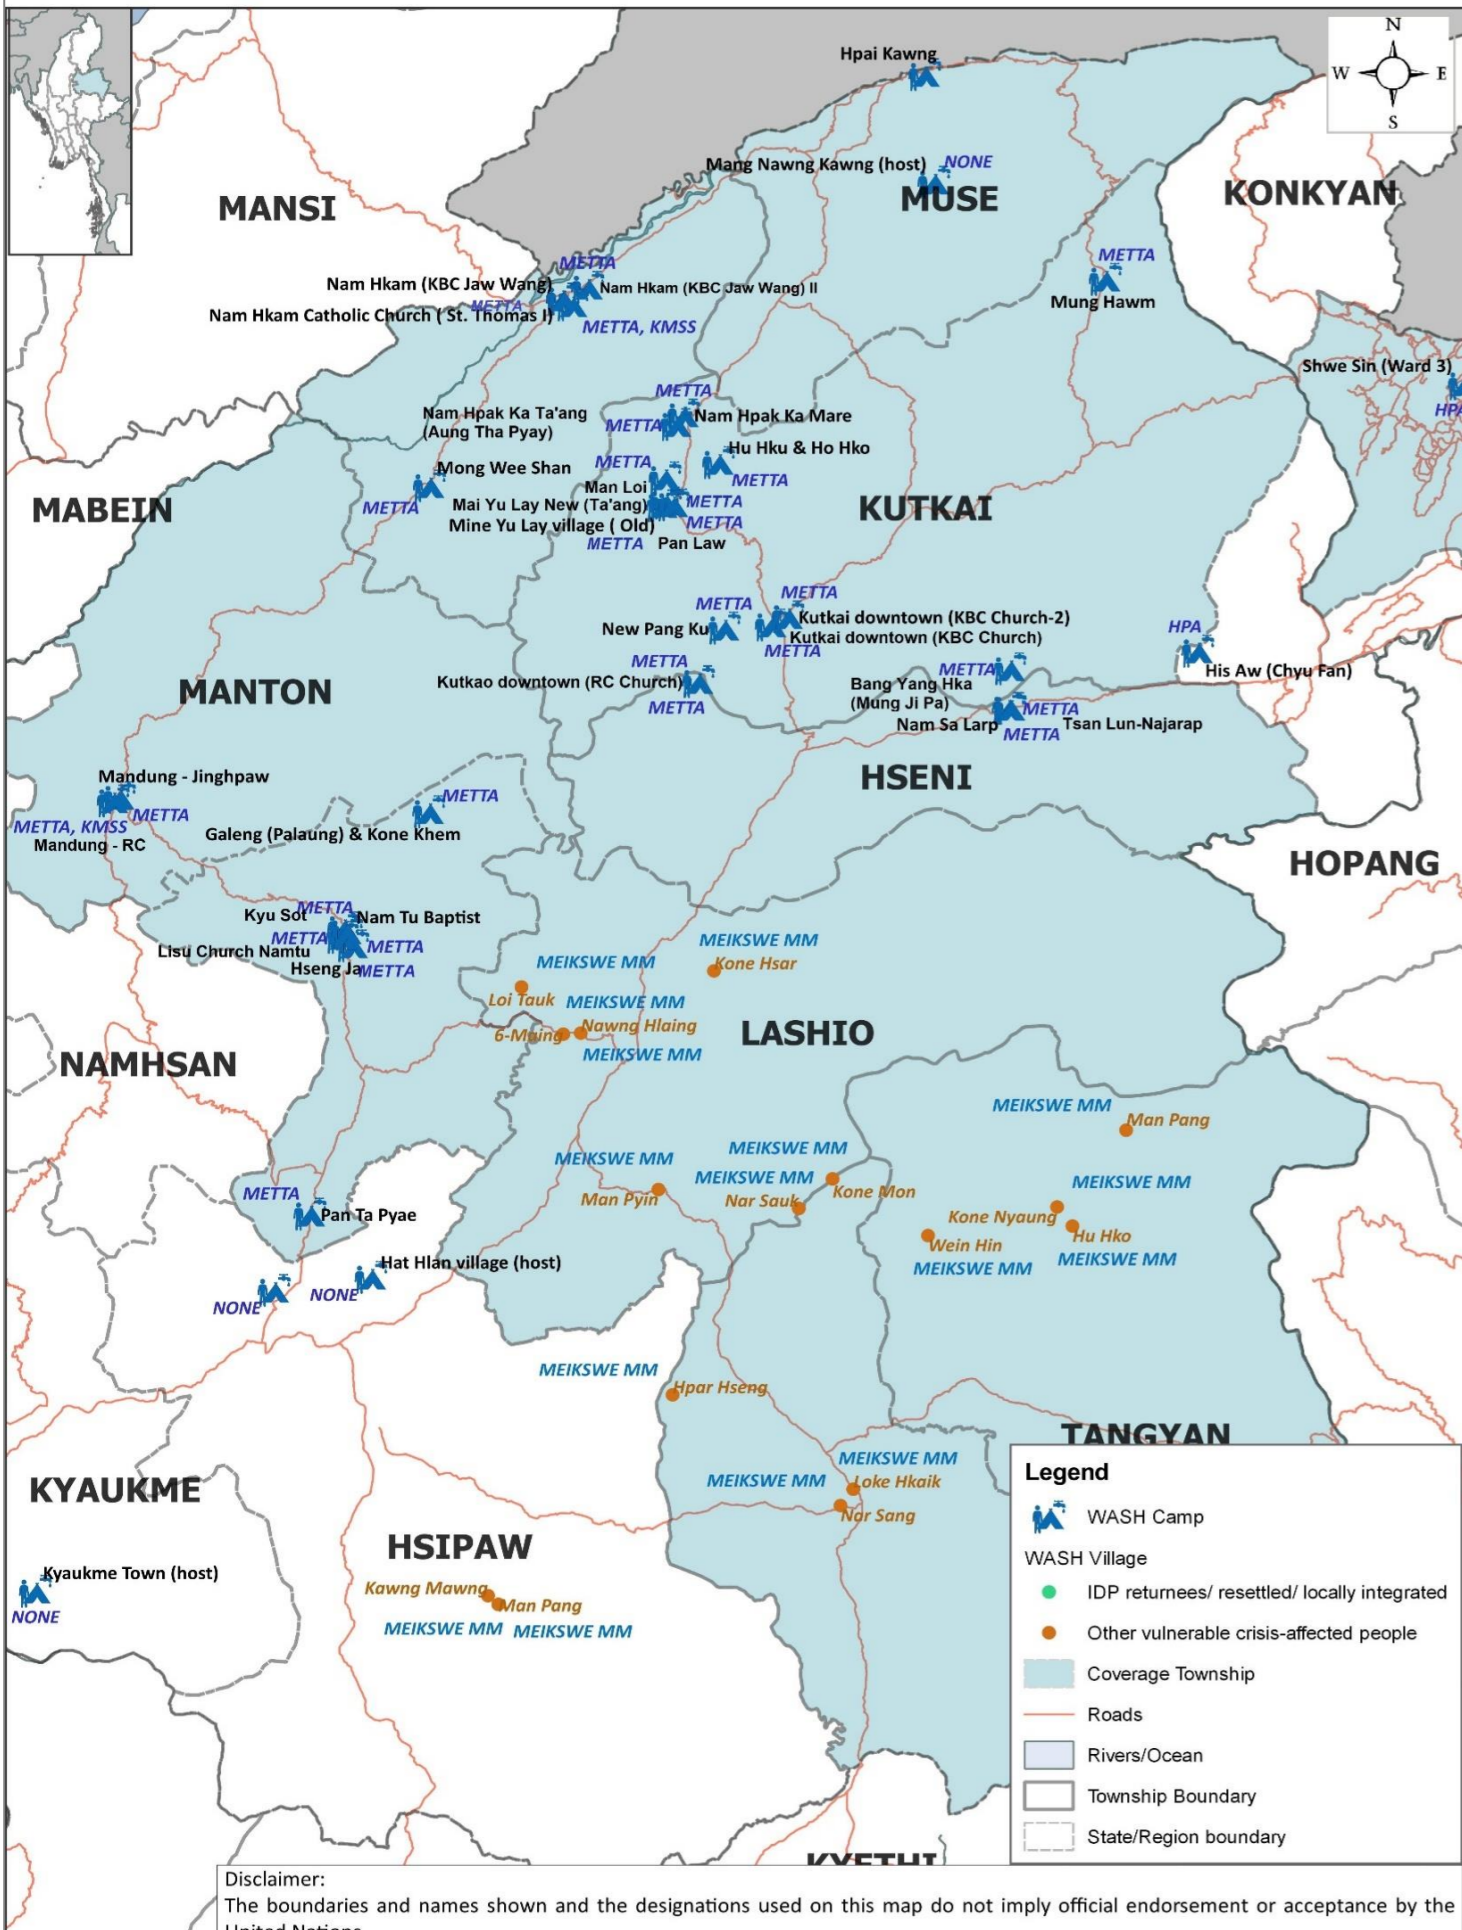 N
W E
S
Hpai Kawng
Mang Nawng Kawng (host) NONE
MUSE
KONKYAN
MANSI
METTA
Mung Hawm
METTA
Nam Hkam (KBC Jaw Wang)
Nam Hkam (KBC Jaw Wang) II
METTA
Nam Hkam Catholic Church ( St. Thomas I)
METTA, KMSS
Shwe Sin (Ward 3)
METTA
Nam Hpak Ka Ta'ang
(Aung Tha Pyay)
METTA
Nam Hpak Ka Mare
Hu Hku & Ho Hko
METTA
METTA
Mong Wee Shan
METTA
Man Loi
Mai Yu Lay New (Ta'ang)
METTA
Mine Yu Lay village ( Old)
METTA
METTA Pan Law
MABEIN
KUTKAI
METTA
METTA
New Pang Ku
Kutkai downtown (KBC Church-2)
Kutkai downtown (KBC Church)
METTA
HPA
His Aw (Chyu Fan)
METTA
Kutkao downtown (RC Church)
METTA
METTA
Bang Yang Hka
(Mung Ji Pa)
METTA
Nam Sa Larp
METTA
Tsan Lun-Najarap
MANTON
HSENI
Mandung - Jinghpaw
METTA
METTA, KMSS
Mandung - RC
METTA
Galeng (Palaung) & Kone Khem
HOPANG
METTA
Kyu Sot
Nam Tu Baptist
METTA
METTA
Lisu Church Namtu
Hseng Ja
METTA
MEIKSWE MM
Kone Hsar
MEIKSWE MM
Loi Tauk
MEIKSWE MM
6-Maing
Nawng Hlaing
MEIKSWE MM
LASHIO
NAMHSAN
MEIKSWE MM
Man Pang
MEIKSWE MM
MEIKSWE MM
MEIKSWE MM
Man Pyin
Nar Sauk
Kone Mon
MEIKSWE MM
Kone Nyaung
Hu Hko
MEIKSWE MM
Wein Hin
MEIKSWE MM
METTA
Pan Ta Pyae
Hat Hlan village (host)
NONE
NONE
MEIKSWE MM
Hpar Hseng
TANGYAN
MEIKSWE MM
Loke Hkaik
MEIKSWE MM
Nar Sang
KYAUKME
HSIPAW
Kyaukme Town (host)
NONE
Kawng Mawng
Man Pang
MEIKSWE MM MEIKSWE MM
Legend
WASH Camp
WASH Village
IDP returnees/ resettled/ locally integrated
Other vulnerable crisis-affected people
Coverage Township
Roads
Rivers/Ocean
Township Boundary
State/Region boundary
KYETHI
Disclaimer:
The boundaries and names shown and the designations used on this map do not imply official endorsement or acceptance by the
United Nations